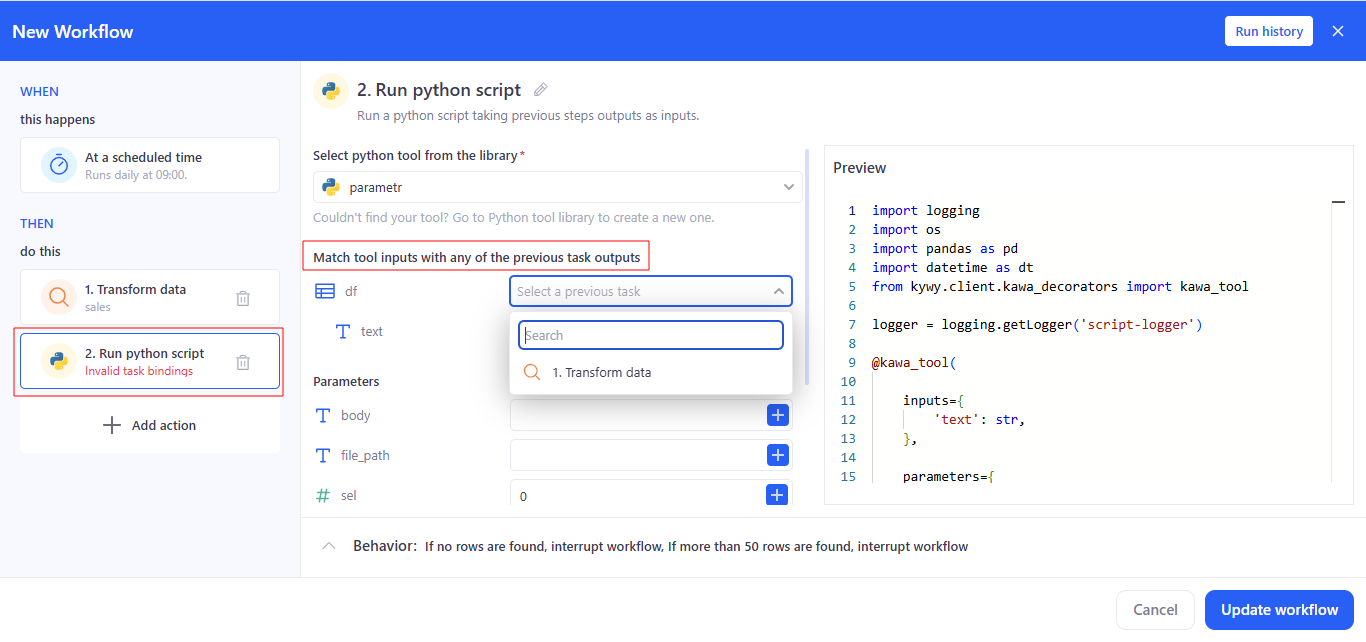 New Workflow
Run history
WHEN
this happens
At a scheduled time
Runs daily at 09:00.
THEN
do this
1. Transform data
sales
2. Run python script
Invalid task bindings
Add action
2. Run python script
Run a python script taking previous steps outputs as inputs.
Select python tool from the library*
parametr
Couldn't find your tool? Go to Python tool library to create a new one.
Match tool inputs with any of the previous task outputs
df
Select a previous task
text
Search
1. Transform data
Parameters
body
file_path
sel
0
Preview
1 import logging
2 import os
3 import pandas as pd
4 import datetime as dt
5 from kywy.client.kawa_decorators import kawa_tool
6
7 logger = logging.getLogger('script-logger')
8
9 @kawa_tool(
10
11 inputs={
12 'text': str,
13 },
14
15 parameters={
Behavior: If no rows are found, interrupt workflow, If more than 50 rows are found, interrupt workflow
Cancel
Update workflow